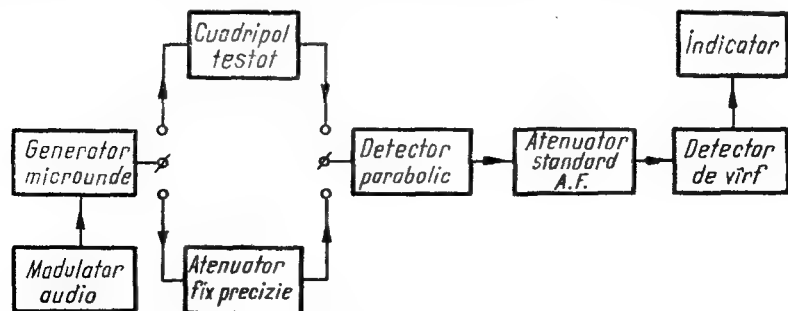 Cuadripol
testat
Indicator
Generator
microunde
Detector
parabolic
Atenuator
standard
A.F.
Detector
de vîrf
Modulator
audio
Atenuator
fix precizie